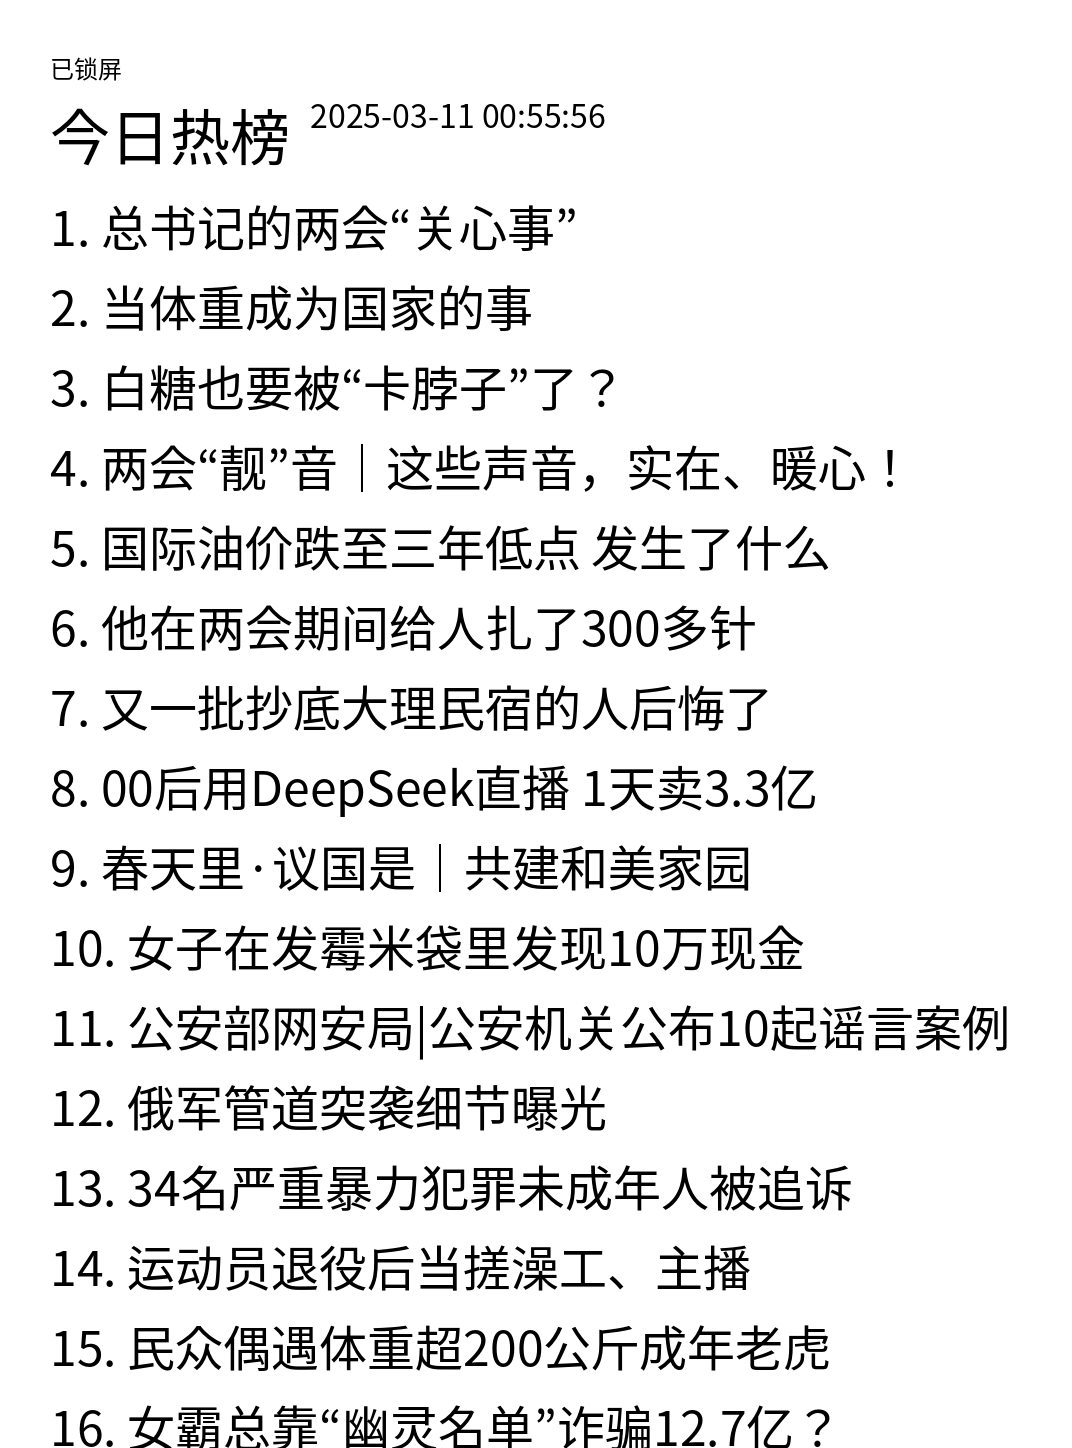 已锁屏
今日热榜 2025-03-11 00:55:56
1. 总书记的两会“关心事”
2. 当体重成为国家的事
3. 白糖也要被“卡脖子”了？
4. 两会“靓”音｜这些声音，实在、暖心！
5. 国际油价跌至三年低点 发生了什么
6. 他在两会期间给人扎了300多针
7. 又一批抄底大理民宿的人后悔了
8. 00后用DeepSeek直播 1天卖3.3亿
9. 春天里·议国是｜共建和美家园
10. 女子在发霉米袋里发现10万现金
11. 公安部网安局|公安机关公布10起谣言案例
12. 俄军管道突袭细节曝光
13. 34名严重暴力犯罪未成年人被追诉
14. 运动员退役后当搓澡工、主播
15. 民众偶遇体重超200公斤成年老虎
16. 女霸总靠“幽灵名单”诈骗12.7亿？